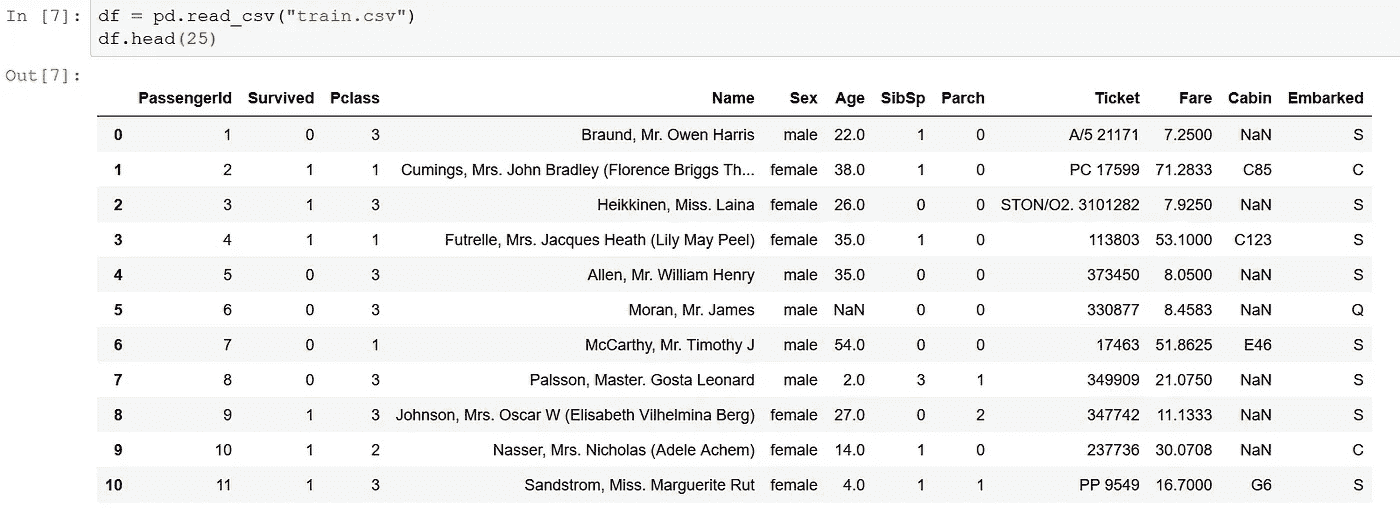 In [7]: df = pd.read_csv("train.csv")
df.head(25)
Out[7]:
PassengerId Survived Pclass Name Sex Age SibSp Parch Ticket Fare Cabin Embarked
0 1 0 3 Braund, Mr. Owen Harris male 22.0 1 0 A/5 21171 7.2500 NaN S
1 2 1 1 Cumings, Mrs. John Bradley (Florence Briggs Th... female 38.0 1 0 PC 17599 71.2833 C85 C
2 3 1 3 Heikkinen, Miss. Laina female 26.0 0 0 STON/O2. 3101282 7.9250 NaN S
3 4 1 1 Futrelle, Mrs. Jacques Heath (Lily May Peel) female 35.0 1 0 113803 53.1000 C123 S
4 5 0 3 Allen, Mr. William Henry male 35.0 0 0 373450 8.0500 NaN S
5 6 0 3 Moran, Mr. James male NaN 0 0 330877 8.4583 NaN Q
6 7 0 1 McCarthy, Mr. Timothy J male 54.0 0 0 17463 51.8625 E46 S
7 8 0 3 Palsson, Master. Gosta Leonard male 2.0 3 1 349909 21.0750 NaN S
8 9 1 3 Johnson, Mrs. Oscar W (Elisabeth Vilhelmina Berg) female 27.0 0 2 347742 11.1333 NaN S
9 10 1 2 Nasser, Mrs. Nicholas (Adele Achem) female 14.0 1 0 237736 30.0708 NaN C
10 11 1 3 Sandstrom, Miss. Marguerite Rut female 4.0 1 1 PP 9549 16.7000 G6 S